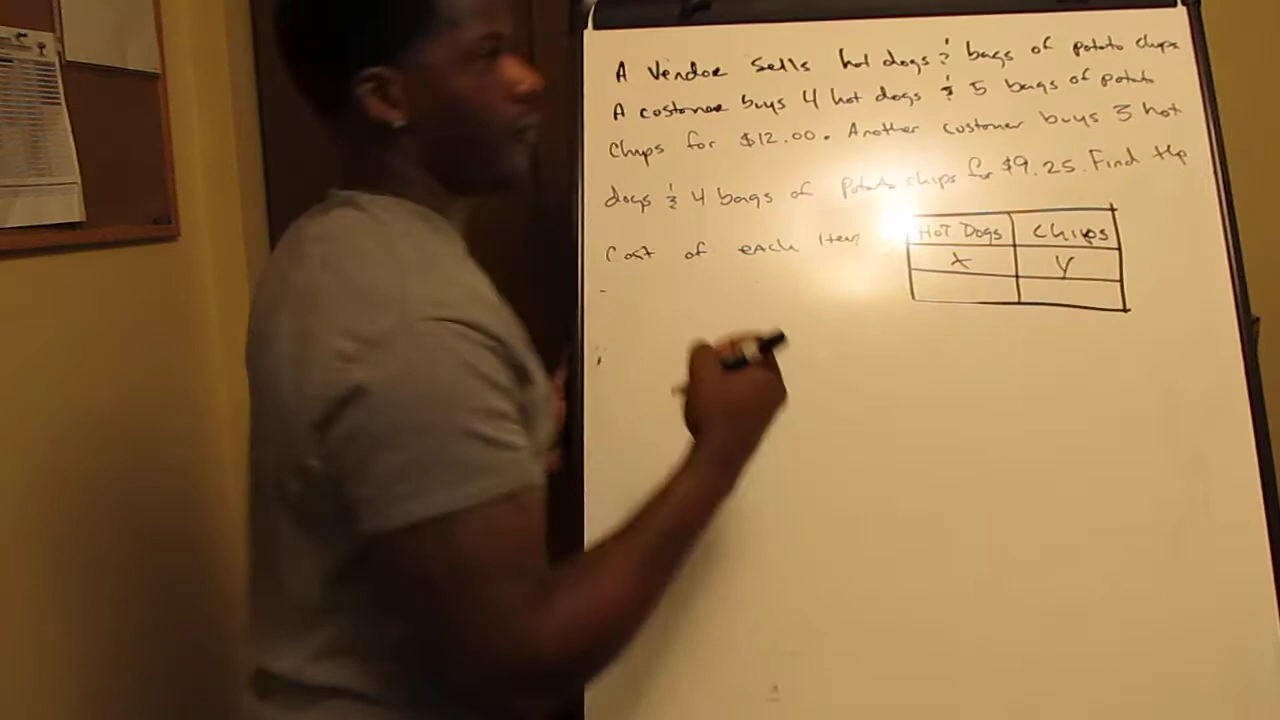 A Vendor sells hot dogs & bags of potato chips
A costomer buys 4 hot dogs & 5 bags of potato
chips for $12.00. Another customer buys 3 hot
dogs & 4 bags of Potato chips for $9.25. Find the
Cost of each Item
HOT DOGS CHIPS
X Y